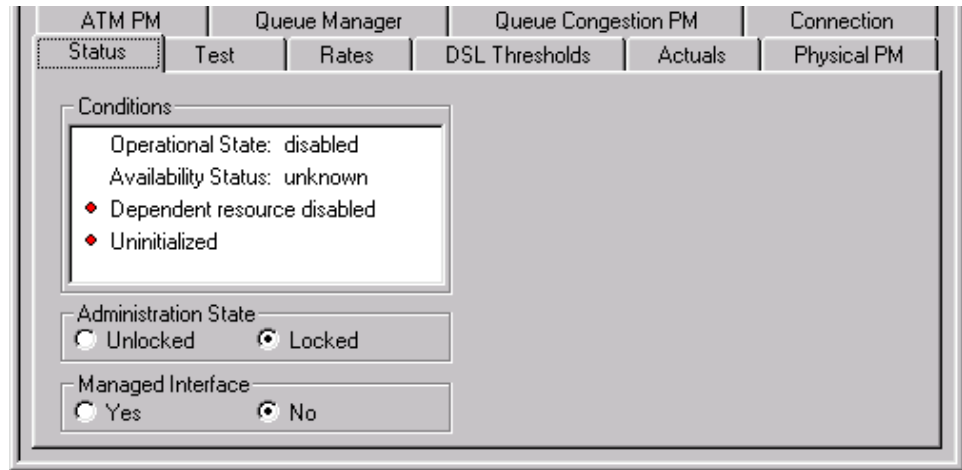 ATM PM Queue Manager Queue Congestion PM Connection
Status Test Rates DSL Thresholds Actuals Physical PM
Conditions
Operational State: disabled
Availability Status: unknown
Dependent resource disabled
Uninitialized
Administration State
Unlocked Locked
Managed Interface
Yes No